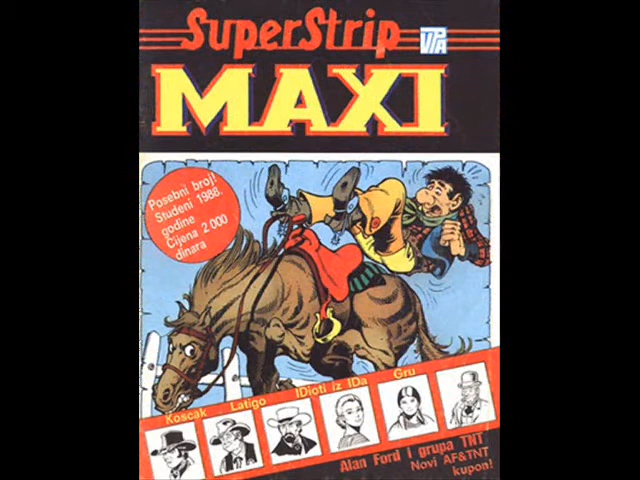 SuperStrip
VPA
MAXI
Posebni broj!
Studeni 1988.
godine
Cijena 2 000
dinara
Koscak Latigo IDioti iz IDa Gru
Alan Ford i grupa TNT
Novi AF&TNT
kupon!